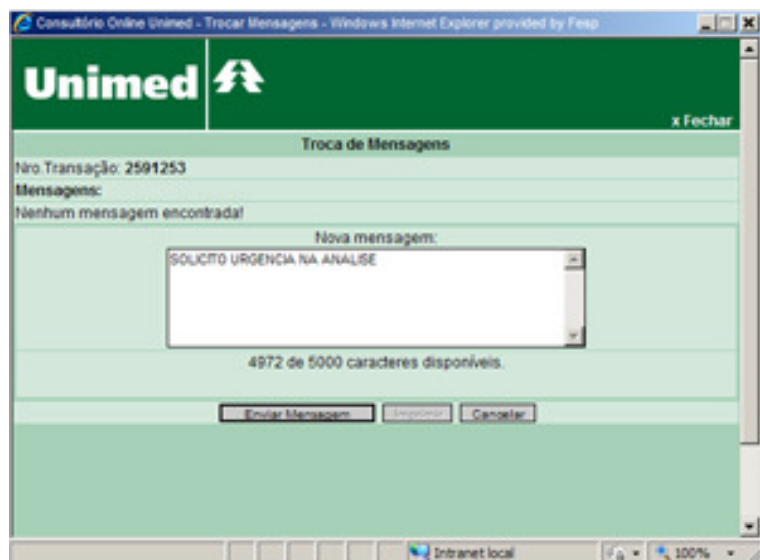 Consultório Online Unimed - Trocar Mensagens - Windows Internet Explorer provided by Fesp
Unimed
x Fechar
Troca de Mensagens
Nro.Transação: 2591253
Mensagens:
Nenhum mensagem encontrada!
Nova mensagem:
SOLICITO URGENCIA NA ANALISE
4972 de 5000 caracteres disponíveis.
Enviar Mensagem Imprimir Cancelar
Intranet local 100%